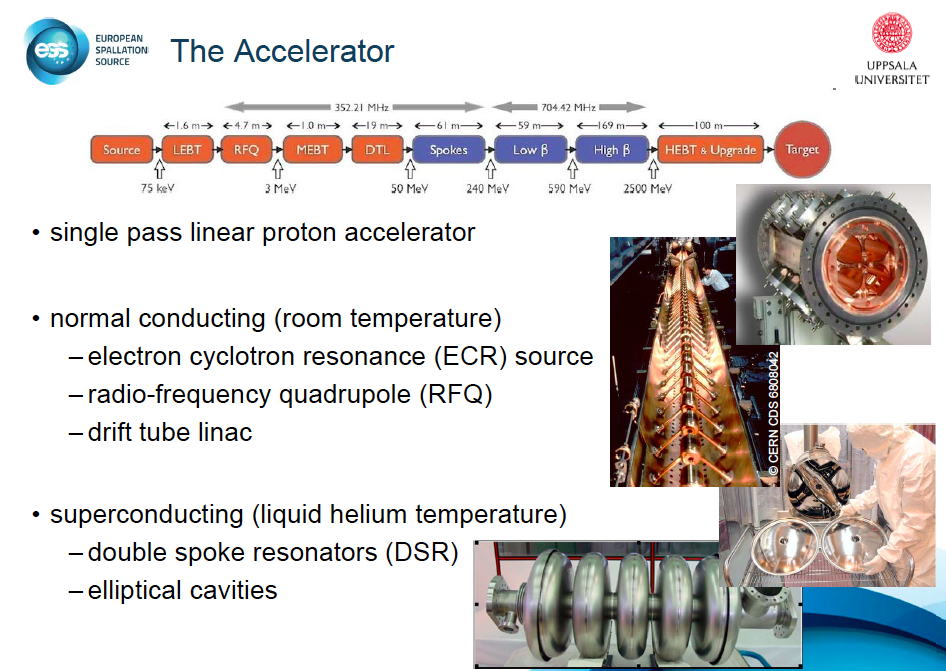 ess
EUROPEAN
SPALLATION
SOURCE
The Accelerator
UPPSALA
UNIVERSITET
352.21 MHz
704.42 MHz
1.6 m
4.7 m
1.0 m
19 m
61 m
59 m
169 m
100 m
Source
LEBT
RFQ
MEBT
DTL
Spokes
Low β
High β
HEBT & Upgrade
Target
75 keV
3 MeV
50 MeV
240 MeV
590 MeV
2500 MeV
• single pass linear proton accelerator
• normal conducting (room temperature)
– electron cyclotron resonance (ECR) source
– radio-frequency quadrupole (RFQ)
– drift tube linac
• superconducting (liquid helium temperature)
– double spoke resonators (DSR)
– elliptical cavities
© CERN CDS 6808042